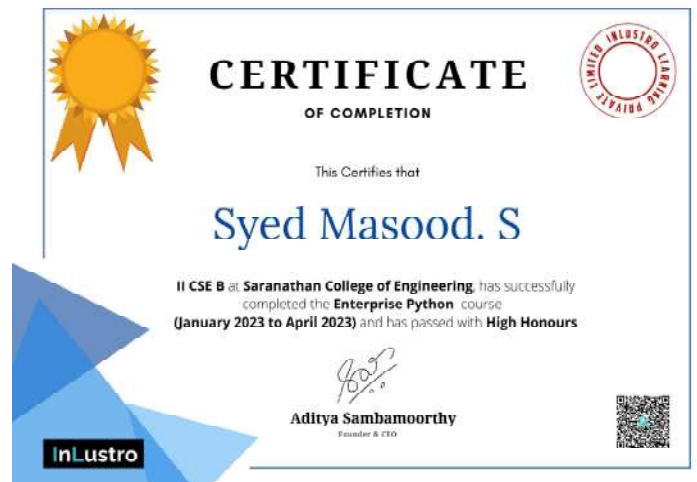 CERTIFICATE
OF COMPLETION
INLUSTRO LEARNING PRIVATE LIMITED
This Certifies that
Syed Masood. S
II CSE B at Saranathan College of Engineering, has successfully
completed the Enterprise Python course
(January 2023 to April 2023) and has passed with High Honours
Aditya Sambamoorthy
Founder & CEO
InLustro